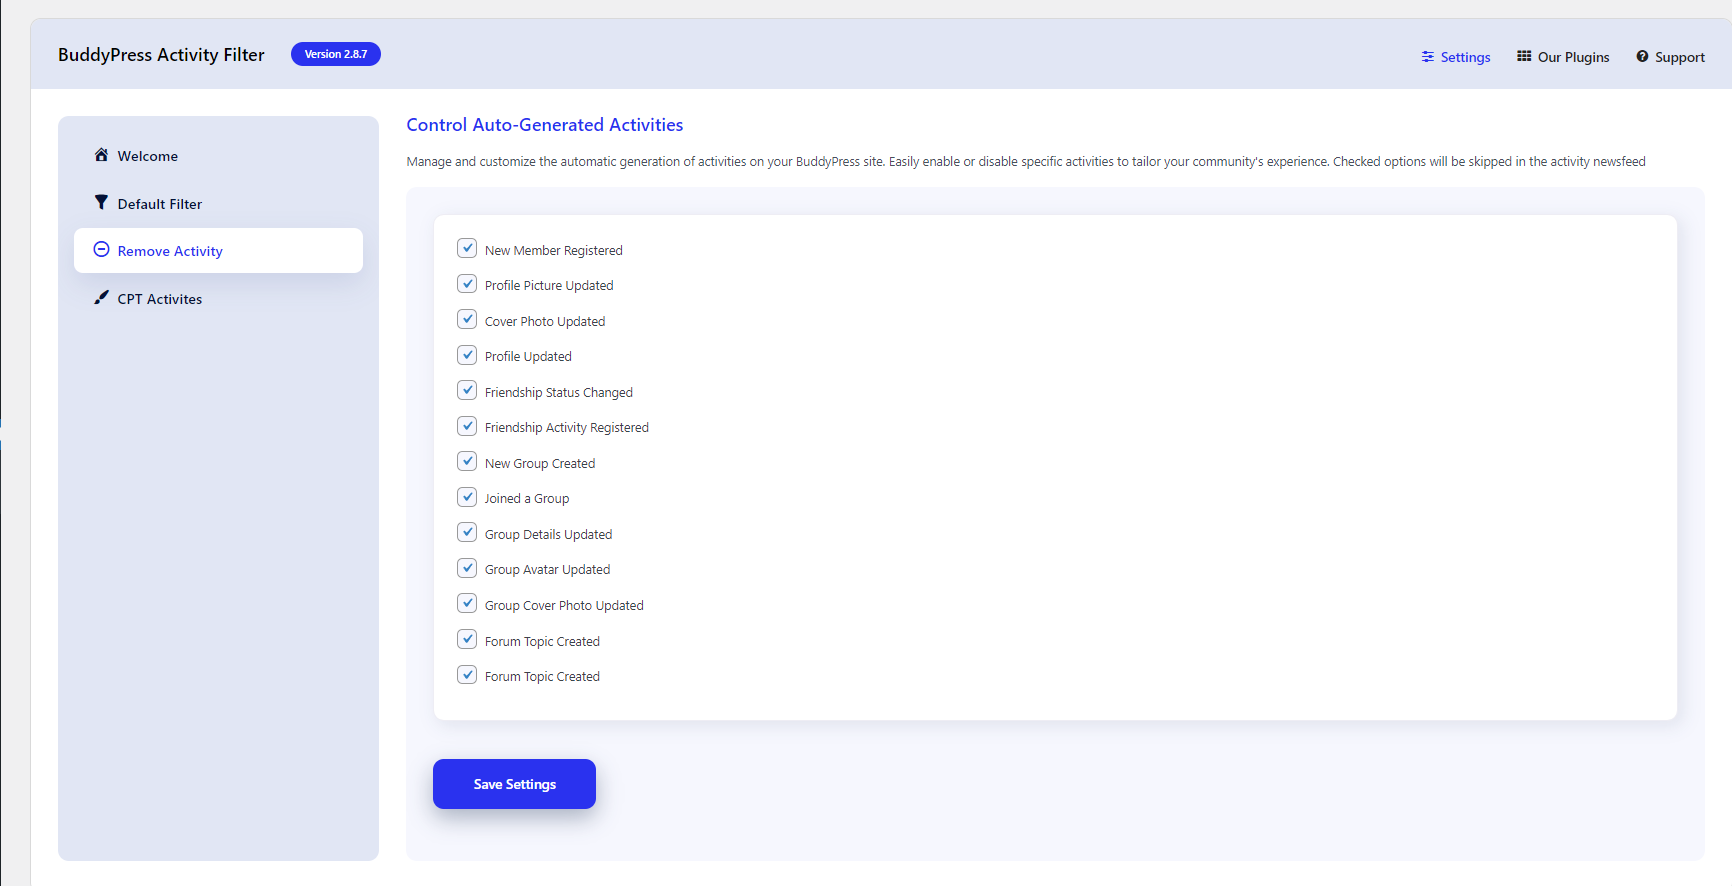 BuddyPress Activity Filter
Version 2.8.7
Settings
Our Plugins
Support
Welcome
Default Filter
Remove Activity
CPT Activites
Control Auto-Generated Activities
Manage and customize the automatic generation of activities on your BuddyPress site. Easily enable or disable specific activities to tailor your community's experience. Checked options will be skipped in the activity newsfeed
New Member Registered
Profile Picture Updated
Cover Photo Updated
Profile Updated
Friendship Status Changed
Friendship Activity Registered
New Group Created
Joined a Group
Group Details Updated
Group Avatar Updated
Group Cover Photo Updated
Forum Topic Created
Forum Topic Created
Save Settings